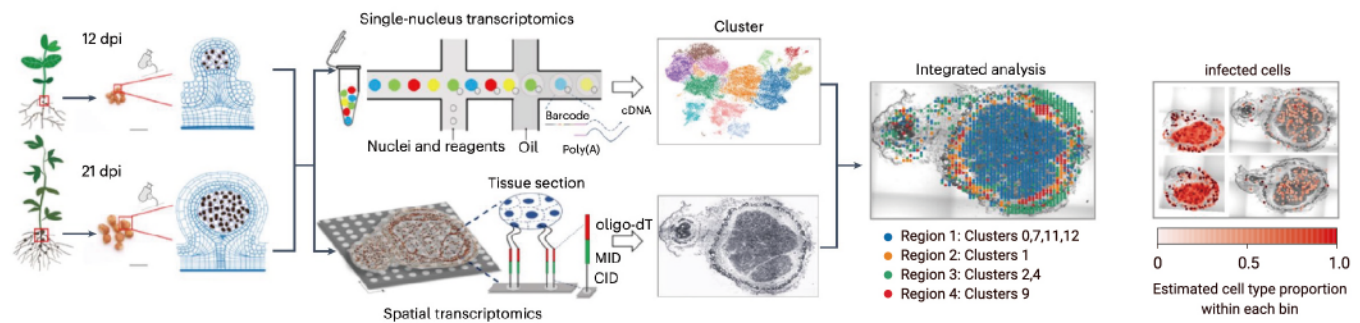 12 dpi
21 dpi
Single-nucleus transcriptomics
Barcode
cDNA
Poly(A)
Nuclei and reagents
Oil
Cluster
Tissue section
oligo-dT
MID
CID
Spatial transcriptomics
Integrated analysis
Region 1: Clusters 0,7,11,12
Region 2: Clusters 1
Region 3: Clusters 2,4
Region 4: Clusters 9
infected cells
0 0.5 1.0
Estimated cell type proportion
within each bin